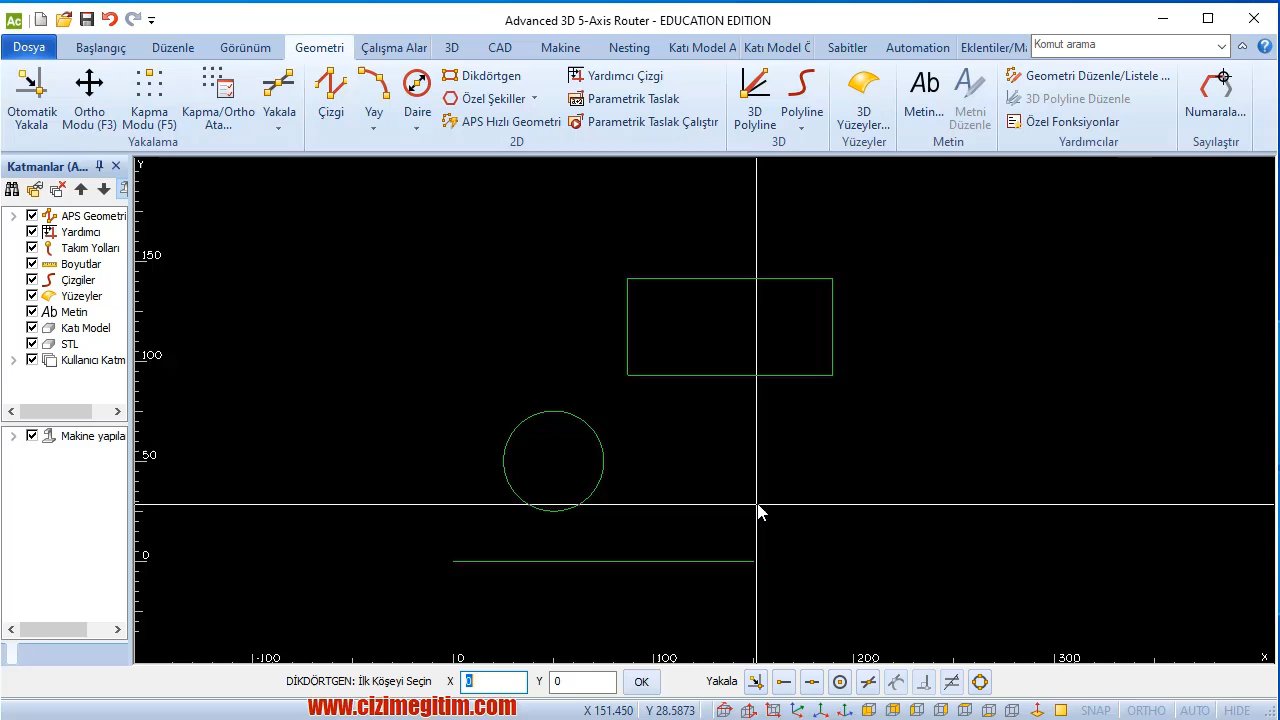 Ac
Advanced 3D 5-Axis Router - EDUCATION EDITION
Dosya Başlangıç Düzenle Görünüm Geometri Çalışma Alar 3D CAD Makine Nesting Katı Model A Katı Model Ö Sabitler Automation Eklentiler/Ma Komut arama
Otomatik Yakala
Ortho Modu (F3)
Kapma Modu (F5)
Kapma/Ortho Ata...
Yakala
Yakalama
Çizgi
Yay
Daire
Dikdörtgen
Özel Şekiller
APS Hızlı Geometri
Yardımcı Çizgi
Parametrik Taslak
Parametrik Taslak Çalıştır
2D
3D Polyline
Polyline
3D
3D Yüzeyler...
Yüzeyler
Ab
Metin...
Metni Düzenle
Metin
Geometri Düzenle/Listele ...
3D Polyline Düzenle
Özel Fonksiyonlar
Yardımcılar
Numarala...
Sayılaştır
Katmanlar (A...
APS Geometri
Yardımcı
Takım Yolları
Boyutlar
Çizgiler
Yüzeyler
Ab Metin
Katı Model
STL
Kullanıcı Katm
Makine yapıla
Y
150
100
50
0
-100 0 100 200 300 X
DİKDÖRTGEN: İlk Köşeyi Seçin X 0 Y 0 OK Yakala
www.cizimegitim.com
X 151.450 Y 28.5873 SNAP ORTHO AUTO HIDE